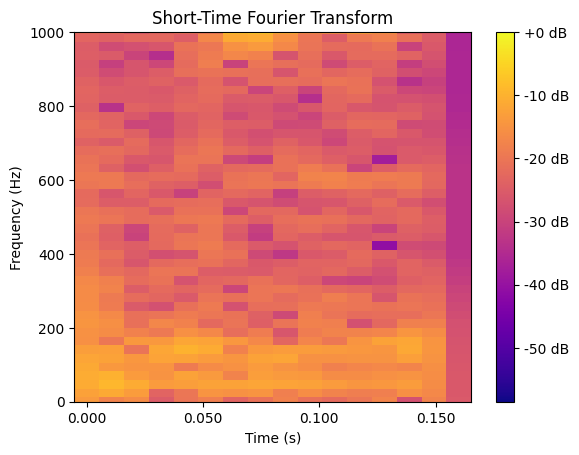 Short-Time Fourier Transform
1000
800
600
400
200
0
Frequency (Hz)
0.000
0.050
0.100
0.150
Time (s)
+0 dB
-10 dB
-20 dB
-30 dB
-40 dB
-50 dB